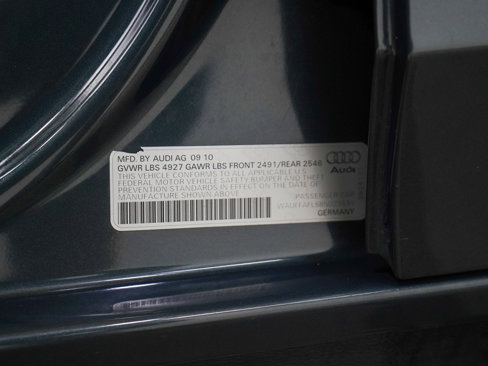 MFD. BY AUDI AG 09 10
GVWR LBS 4927 GAWR LBS FRONT 2491/REAR 2546
THIS VEHICLE CONFORMS TO ALL APPLICABLE U.S.
FEDERAL MOTOR VEHICLE SAFETY BUMPER AND THEFT
PREVENTION STANDARDS IN EFFECT ON THE DATE OF
MANUFACTURE SHOWN ABOVE
Audi
PASSENGER CAR
GERMANY